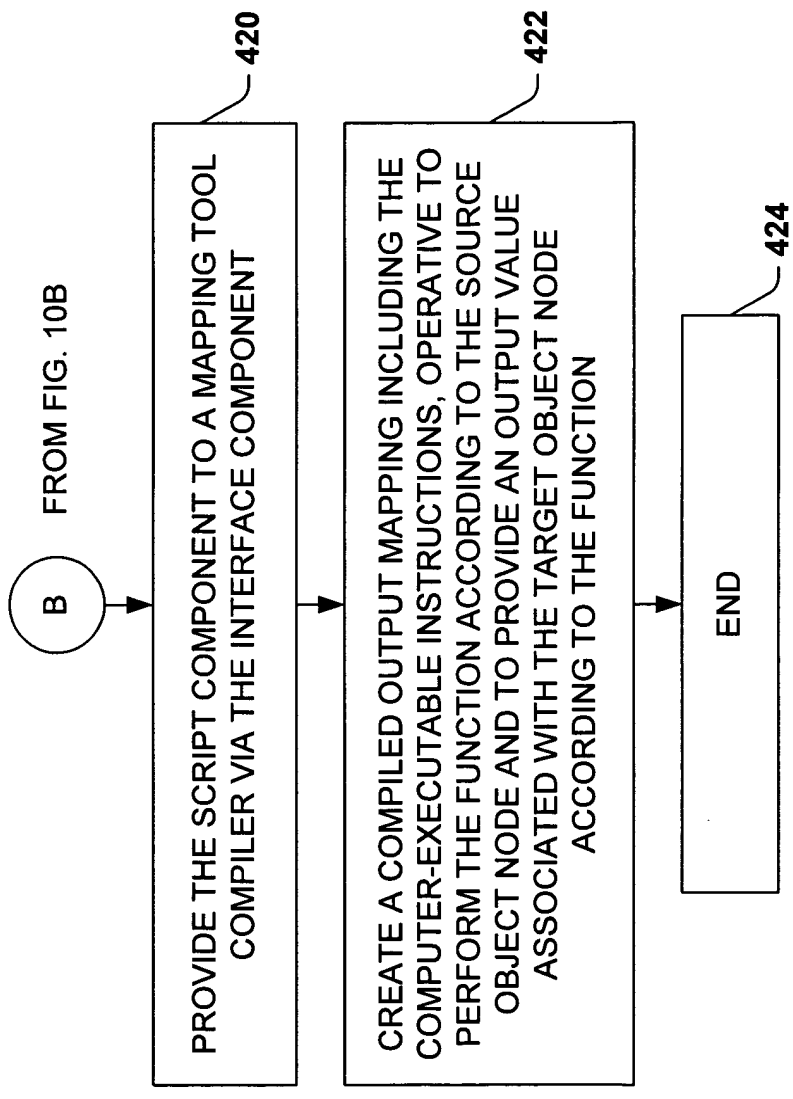 B
FROM FIG. 10B
420
PROVIDE THE SCRIPT COMPONENT TO A MAPPING TOOL
COMPILER VIA THE INTERFACE COMPONENT
422
CREATE A COMPILED OUTPUT MAPPING INCLUDING THE
COMPUTER-EXECUTABLE INSTRUCTIONS, OPERATIVE TO
PERFORM THE FUNCTION ACCORDING TO THE SOURCE
OBJECT NODE AND TO PROVIDE AN OUTPUT VALUE
ASSOCIATED WITH THE TARGET OBJECT NODE
ACCORDING TO THE FUNCTION
424
END